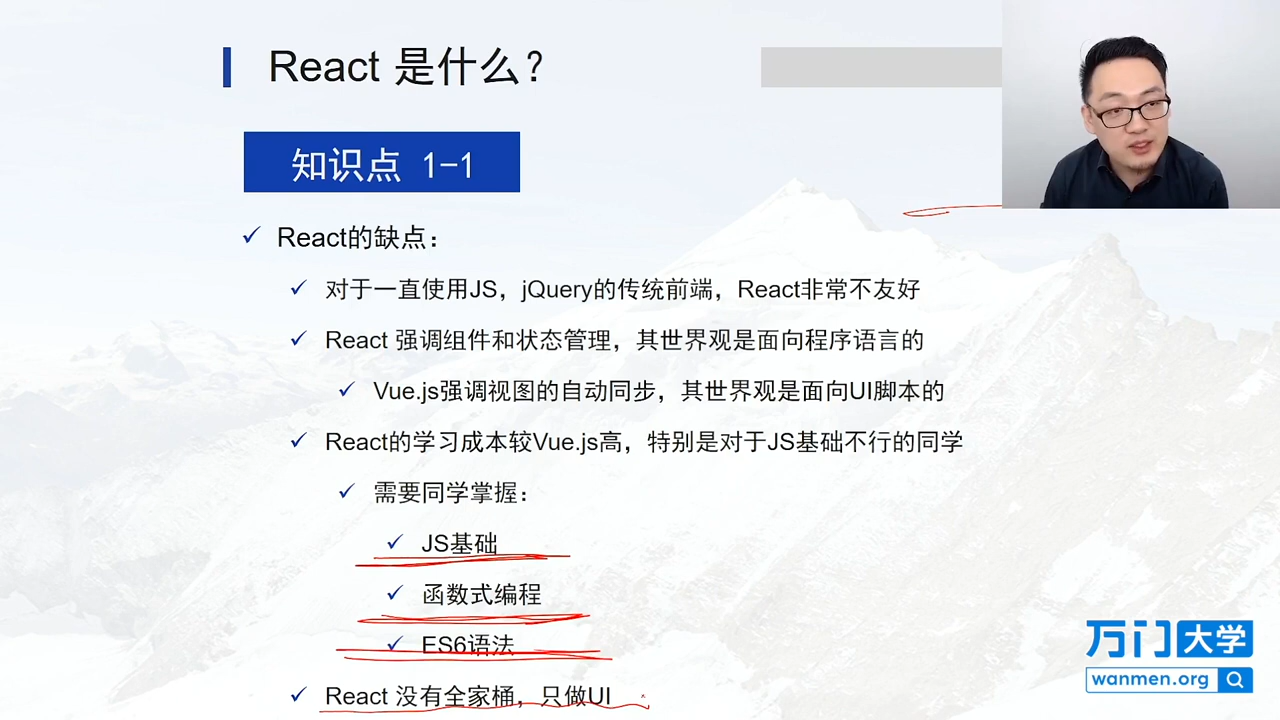 React 是什么？
知识点 1-1
React的缺点：
对于一直使用JS，jQuery的传统前端，React非常不友好
React 强调组件和状态管理，其世界观是面向程序语言的
Vue.js强调视图的自动同步，其世界观是面向UI脚本的
React的学习成本较Vue.js高，特别是对于JS基础不行的同学
需要同学掌握：
JS基础
函数式编程
ES6语法
React 没有全家桶，只做UI
万门大学
wanmen.org